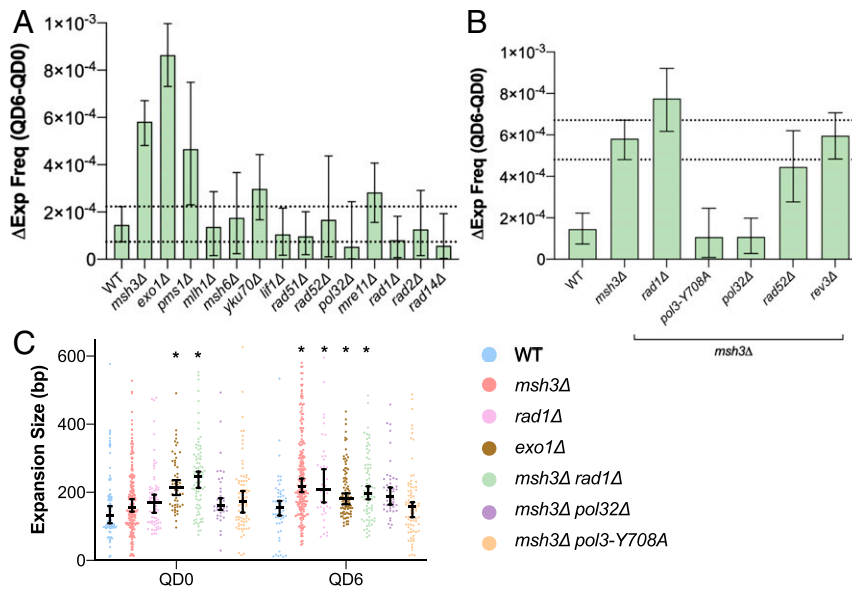 A
ΔExp Freq (QD6-QD0)
1×10-3
8×10-4
6×10-4
4×10-4
2×10-4
0
WT
msh3Δ
exo1Δ
pms1Δ
mlh1Δ
msh6Δ
yku70Δ
lif1Δ
rad51Δ
rad52Δ
pol32Δ
mre11Δ
rad1Δ
rad2Δ
rad14Δ
B
ΔExp Freq (QD6-QD0)
1×10-3
8×10-4
6×10-4
4×10-4
2×10-4
0
WT
msh3Δ
rad1Δ
pol3-Y708A
pol32Δ
rad52Δ
rev3Δ
msh3Δ
C
Expansion Size (bp)
600
400
200
0
* * * * * *
QD0 QD6
WT
msh3Δ
rad1Δ
exo1Δ
msh3Δ rad1Δ
msh3Δ pol32Δ
msh3Δ pol3-Y708A